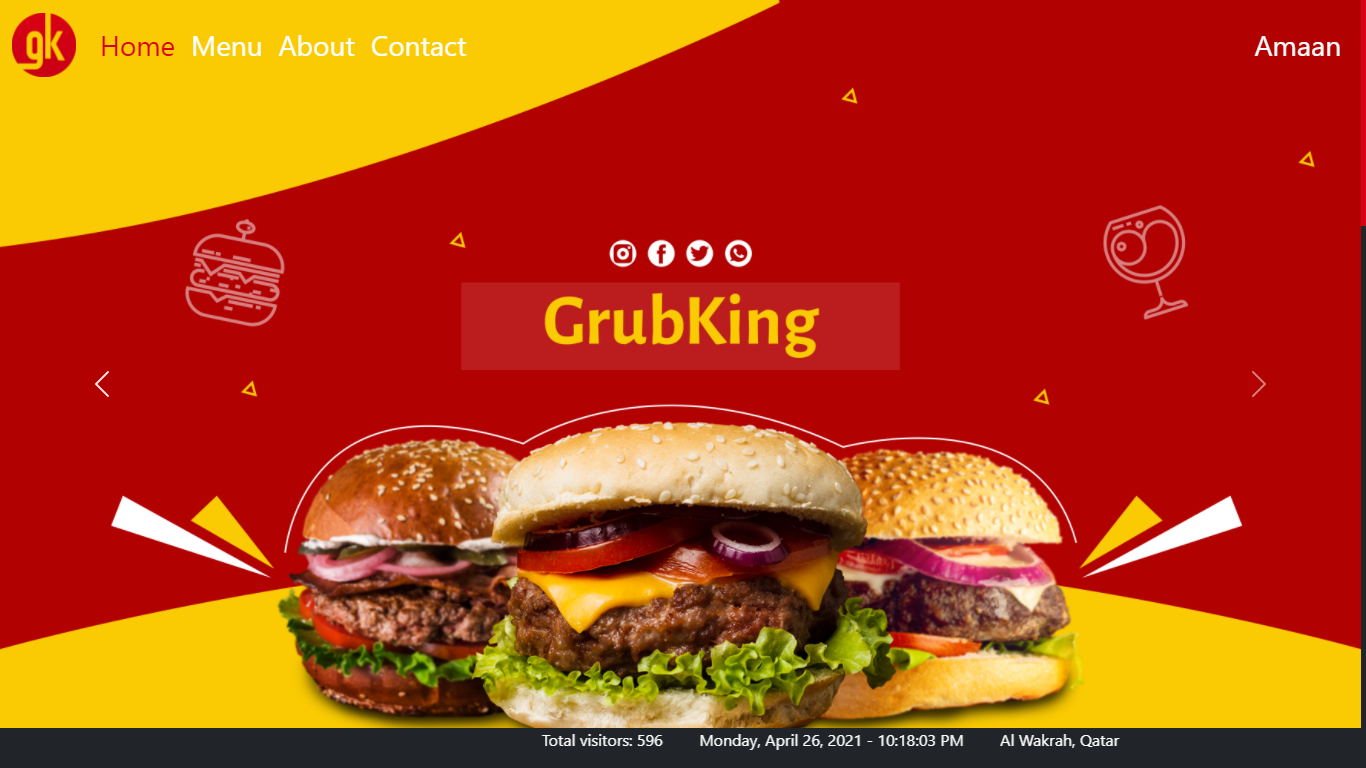 gk Home Menu About Contact Amaan
GrubKing
Total visitors: 596 Monday, April 26, 2021 - 10:18:03 PM Al Wakrah, Qatar